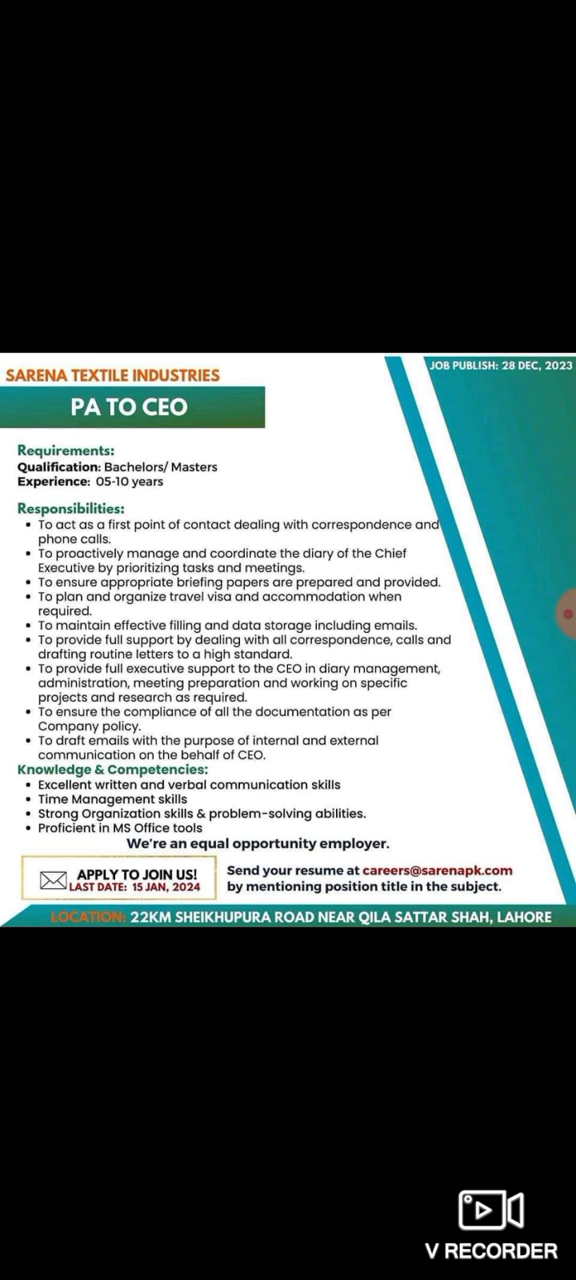 JOB PUBLISH: 28 DEC, 2023
SARENA TEXTILE INDUSTRIES
PA TO CEO
Requirements:
Qualification: Bachelors/ Masters
Experience: 05-10 years
Responsibilities:
• To act as a first point of contact dealing with correspondence and
phone calls.
• To proactively manage and coordinate the diary of the Chief
Executive by prioritizing tasks and meetings.
• To ensure appropriate briefing papers are prepared and provided.
• To plan and organize travel visa and accommodation when
required.
• To maintain effective filling and data storage including emails.
• To provide full support by dealing with all correspondence, calls and
drafting routine letters to a high standard.
• To provide full executive support to the CEO in diary management,
administration, meeting preparation and working on specific
projects and research as required.
• To ensure the compliance of all the documentation as per
Company policy.
• To draft emails with the purpose of internal and external
communication on the behalf of CEO.
Knowledge & Competencies:
• Excellent written and verbal communication skills
• Time Management skills
• Strong Organization skills & problem-solving abilities.
• Proficient in MS Office tools
We're an equal opportunity employer.
APPLY TO JOIN US!
LAST DATE: 15 JAN, 2024
Send your resume at careers@sarenapk.com
by mentioning position title in the subject.
LOCATION: 22KM SHEIKHUPURA ROAD NEAR QILA SATTAR SHAH, LAHORE
V RECORDER